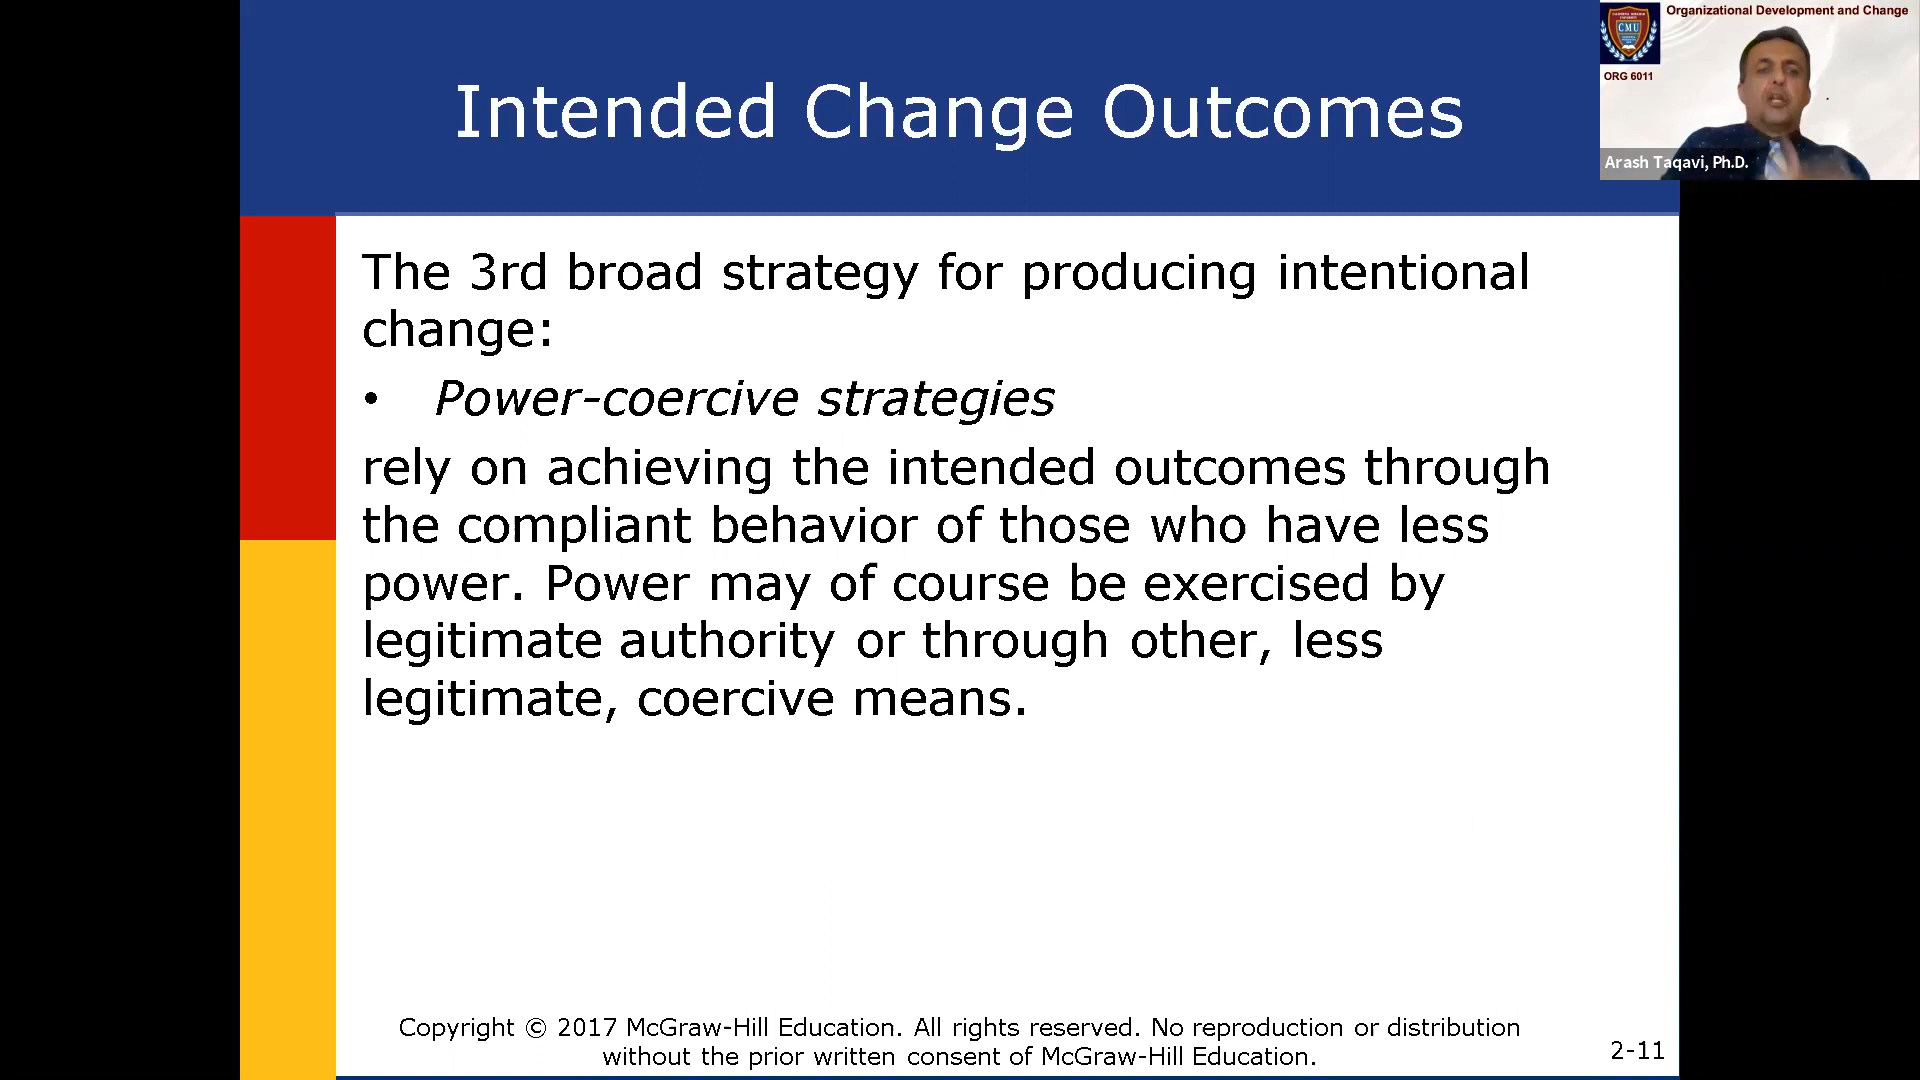 Intended Change Outcomes
Organizational Development and Change
CMU
ORG 6011
Arash Taqavi, Ph.D.
The 3rd broad strategy for producing intentional
change:
• Power-coercive strategies
rely on achieving the intended outcomes through
the compliant behavior of those who have less
power. Power may of course be exercised by
legitimate authority or through other, less
legitimate, coercive means.
Copyright © 2017 McGraw-Hill Education. All rights reserved. No reproduction or distribution
without the prior written consent of McGraw-Hill Education.
2-11